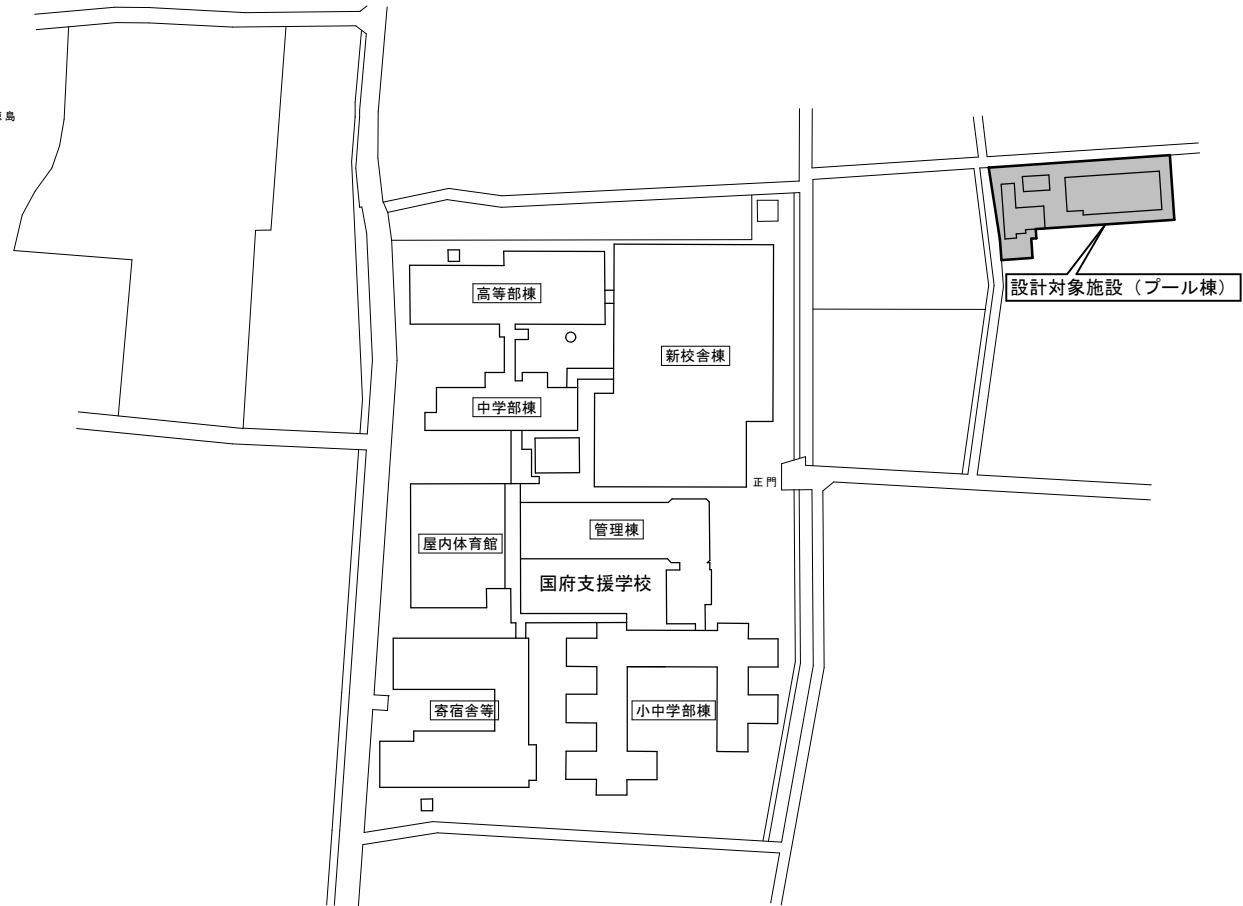 島
設計対象施設（プール棟）
高等部棟
新校舎棟
中学部棟
正門
管理棟
屋内体育館
国府支援学校
寄宿舎等
小中学部棟